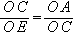 OC/OE = OA/OC